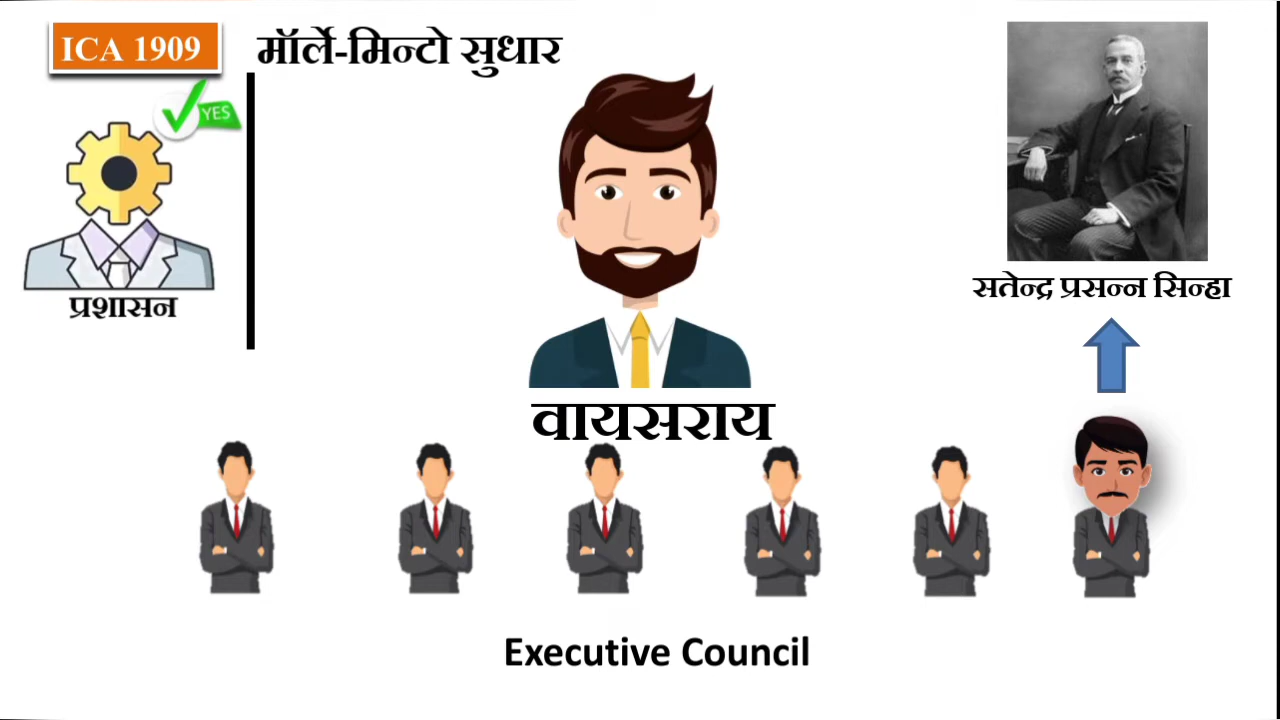 ICA 1909
मॉर्ले-मिन्टो सुधार
YES
प्रशासन
सतेन्द्र प्रसन्न सिन्हा
वायसराय
Executive Council